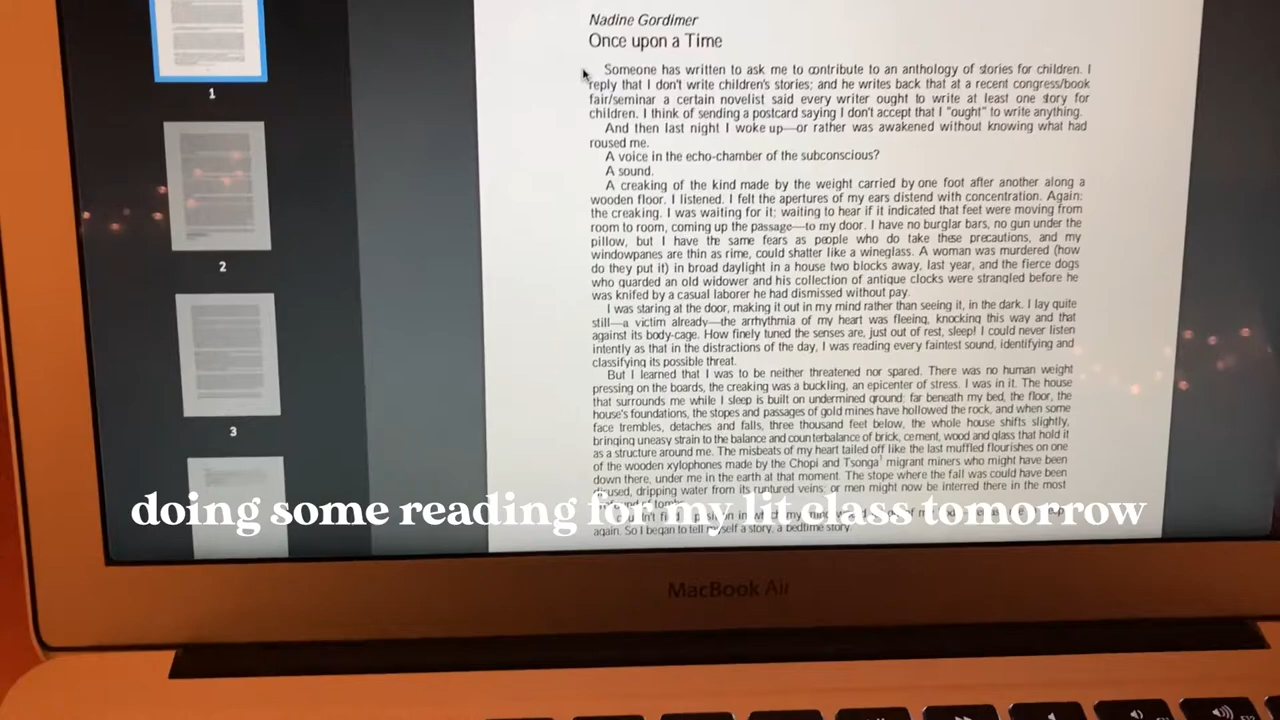 Nadine Gordimer
Once upon a Time
Someone has written to ask me to contribute to an anthology of stories for children. I
reply that I don't write children's stories; and he writes back that at a recent congress/book
fair/seminar a certain novelist said every writer ought to write at least one story for
children. I think of sending a postcard saying I don't accept that I "ought" to write anything.
And then last night I woke up—or rather was awakened without knowing what had
roused me.
A voice in the echo-chamber of the subconscious?
A sound.
A creaking of the kind made by the weight carried by one foot after another along a
wooden floor. I listened. I felt the apertures of my ears distend with concentration. Again:
the creaking. I was waiting for it; waiting to hear if it indicated that feet were moving from
room to room, coming up the passage—to my door. I have no burglar bars, no gun under the
pillow, but I have the same fears as people who do take these precautions, and my
windowpanes are thin as rime, could shatter like a wineglass. A woman was murdered (how
do they put it) in broad daylight in a house two blocks away, last year, and the fierce dogs
who guarded an old widower and his collection of antique clocks were strangled before he
was knifed by a casual laborer he had dismissed without pay.
I was staring at the door, making it out in my mind rather than seeing it, in the dark. I lay quite
still—a victim already—the arrhythmia of my heart was fleeing, knocking this way and that
against its body-cage. How finely tuned the senses are, just out of rest, sleep! I could never listen
intently as that in the distractions of the day, I was reading every faintest sound, identifying and
classifying its possible threat.
But I learned that I was to be neither threatened nor spared. There was no human weight
pressing on the boards, the creaking was a buckling, an epicenter of stress. I was in it. The house
that surrounds me while I sleep is built on undermined ground; far beneath my bed, the floor, the
house's foundations, the stopes and passages of gold mines have hollowed the rock, and when some
face trembles, detaches and falls, three thousand feet below, the whole house shifts slightly,
bringing uneasy strain to the balance and counterbalance of brick, cement, wood and glass that hold it
as a structure around me. The misbeats of my heart tailed off like the last muffled flourishes on one
of the wooden xylophones made by the Chopi and Tsonga¹ migrant miners who might have been
down there, under me in the earth at that moment. The stope where the fall was could have been
disused, dripping water from its ruptured veins; or men might now be interred there in the most
doing some reading for my lit class tomorrow
again. So I began to tell myself a story, a bedtime story.
1
2
3
MacBook Air